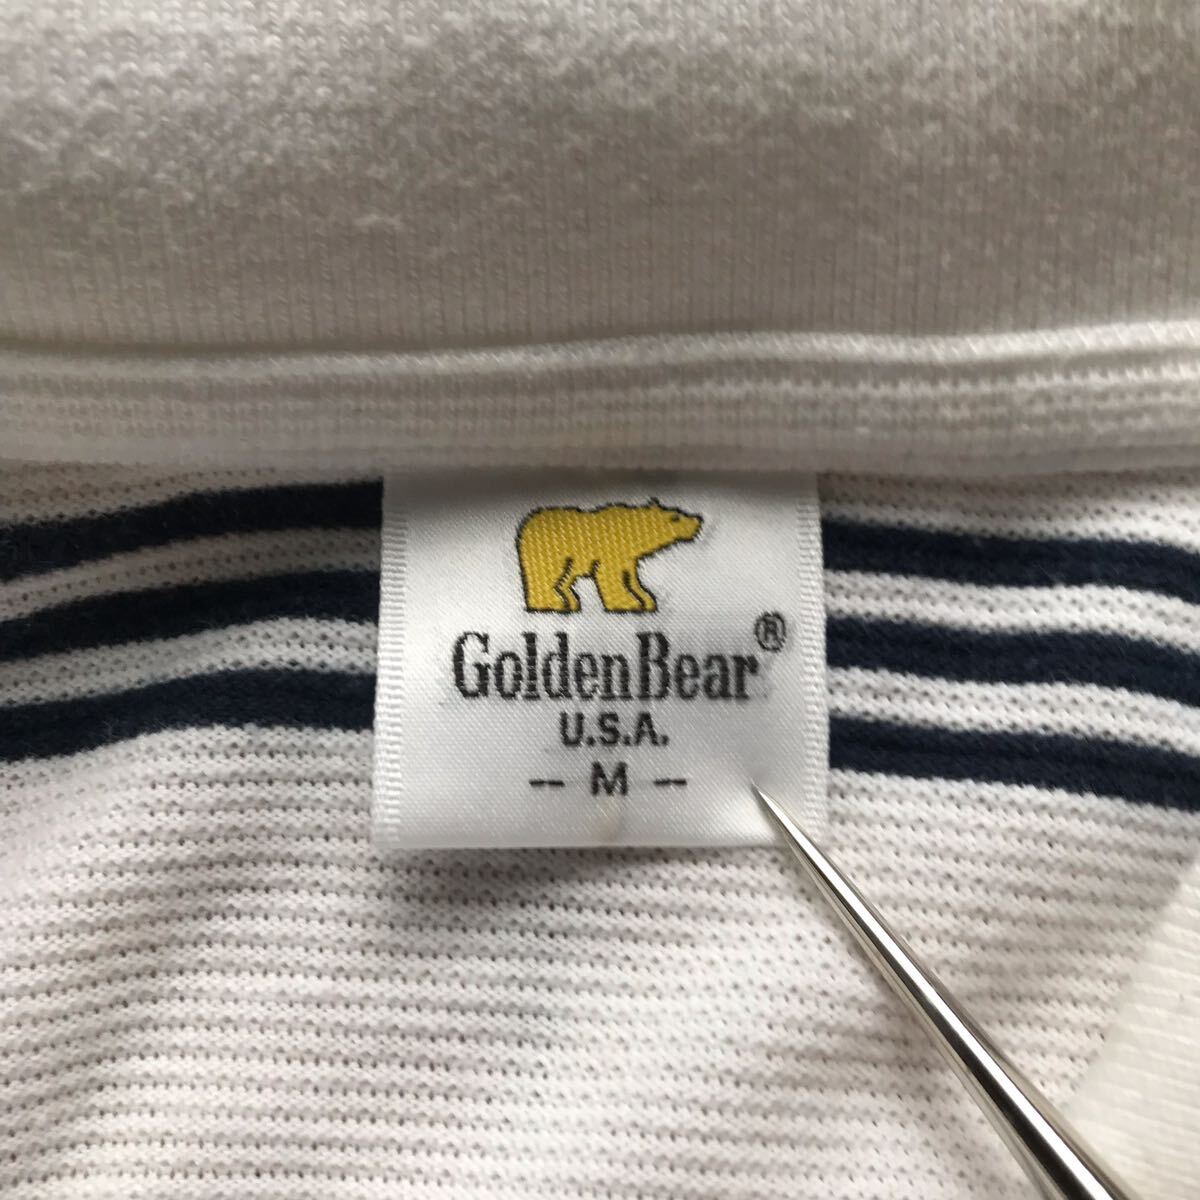 GoldenBear®
U.S.A.
-- M --